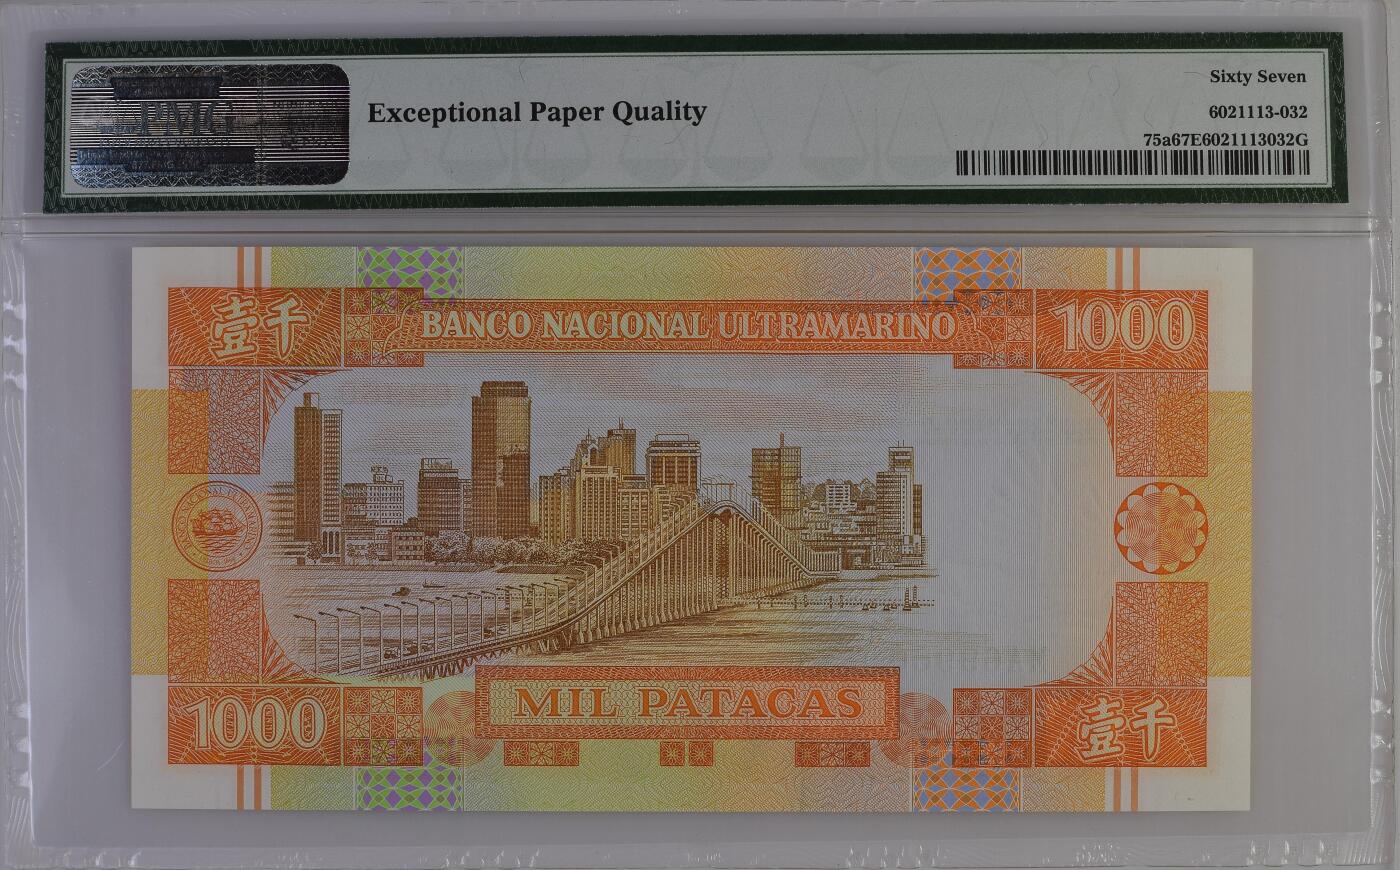 Sixty Seven
PMG
Exceptional Paper Quality
6021113-032
75a67E6021113032G
壹千
BANCO NACIONAL ULTRAMARINO
1000
1000
MIL PATACAS
壹千